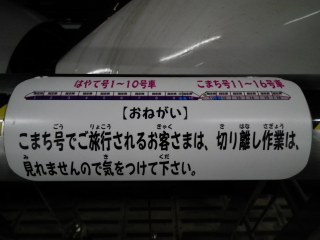 はやて号1～10号車 こまち号11～16号車
【おねがい】
こまち号でご旅行されるお客さまは、切り離し作業は、
見れませんので気をつけて下さい。